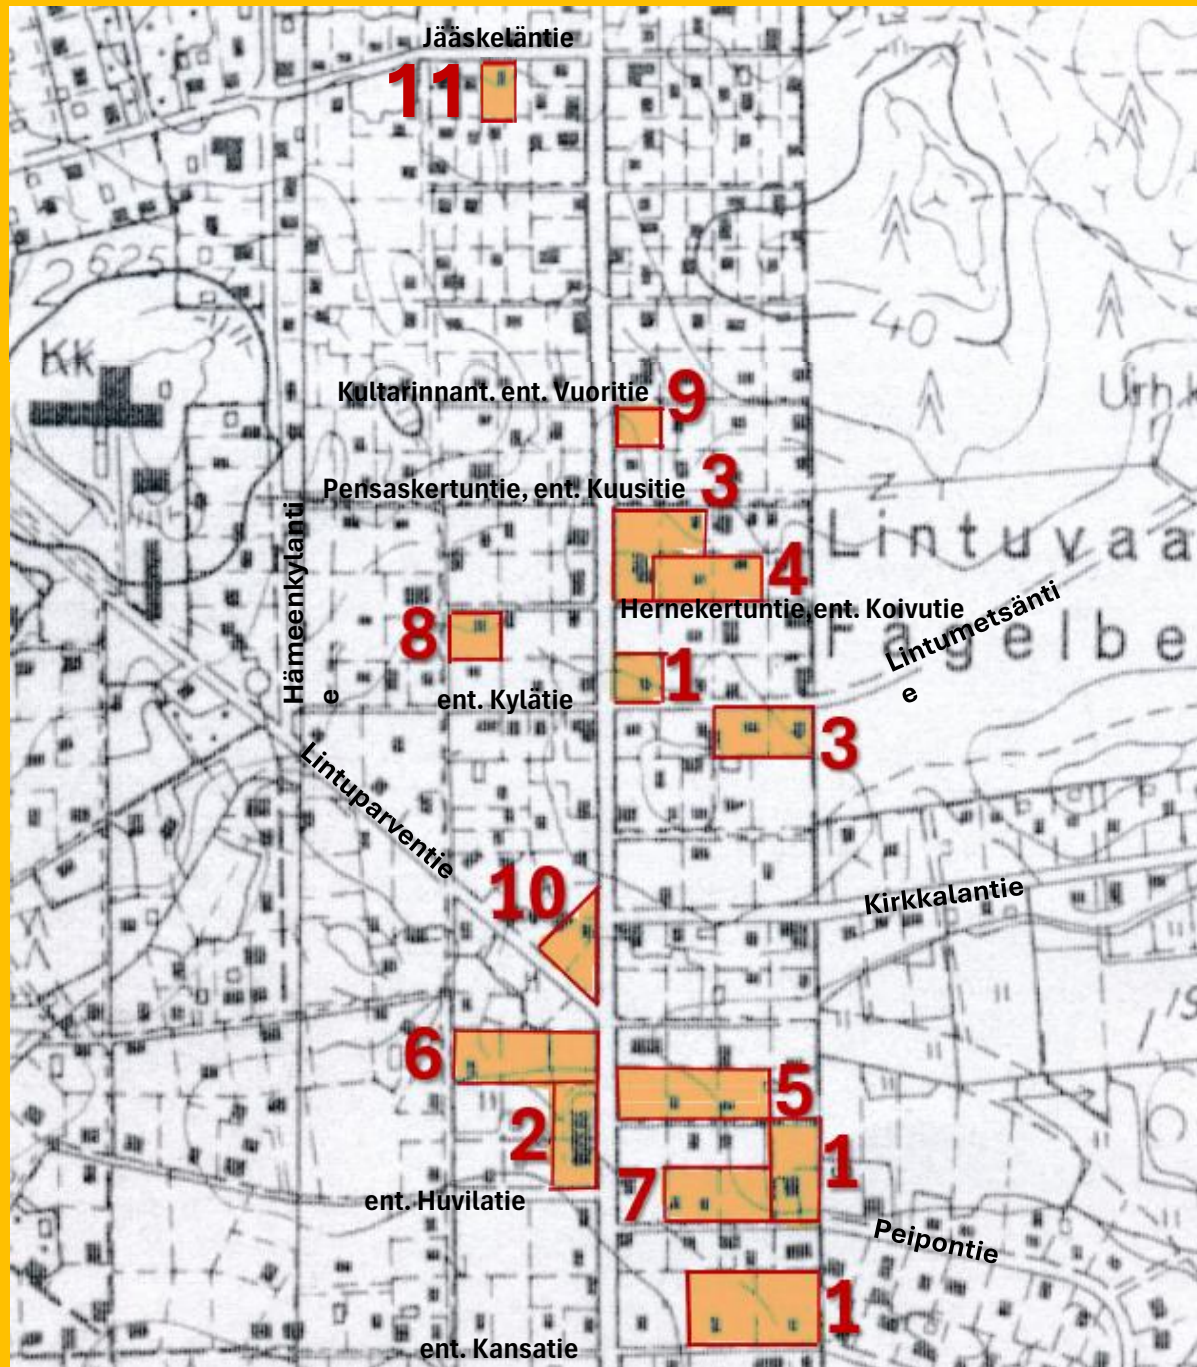 Jääskeläntie
11
2625
KK
40
Urh.k
Kultarinnant. ent. Vuoritie
9
Pensaskertuntie, ent. Kuusitie
3
Lintuvaa
4
Hämeenkylänti
e
Hernekertuntie,ent. Koivutie
Lintumetsänti
e
Fågelbe
8
1
ent. Kylätie
3
Lintuparventie
10
Kirkkalantie
6
5
2
1
7
ent. Huvilatie
Peipontie
1
ent. Kansatie